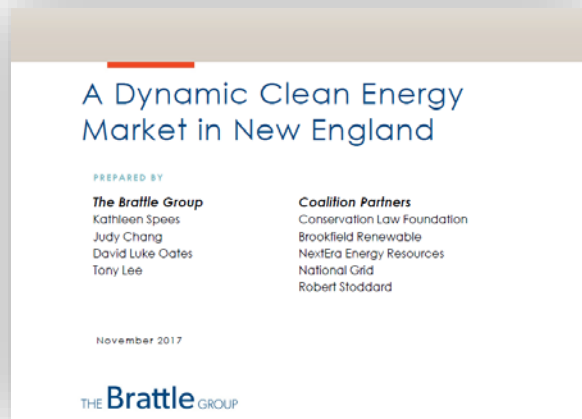 A Dynamic Clean Energy
Market in New England
PREPARED BY
The Brattle Group
Kathleen Spees
Judy Chang
David Luke Oates
Tony Lee
Coalition Partners
Conservation Law Foundation
Brookfield Renewable
NextEra Energy Resources
National Grid
Robert Stoddard
November 2017
THE Brattle GROUP